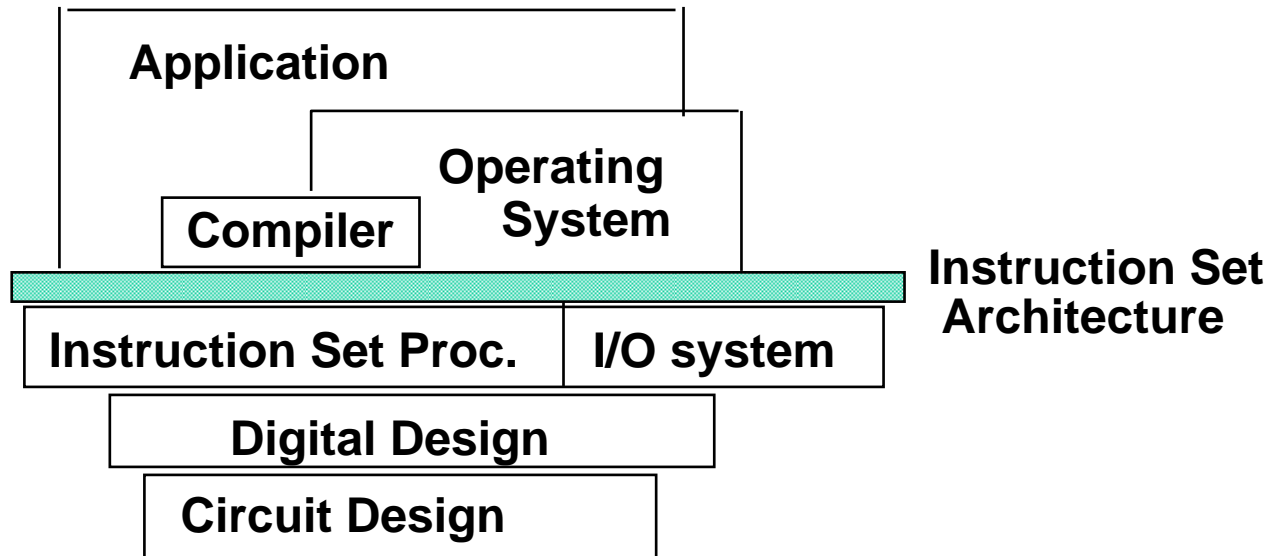 Application
Operating
System
Compiler
Instruction Set
Architecture
Instruction Set Proc.
I/O system
Digital Design
Circuit Design